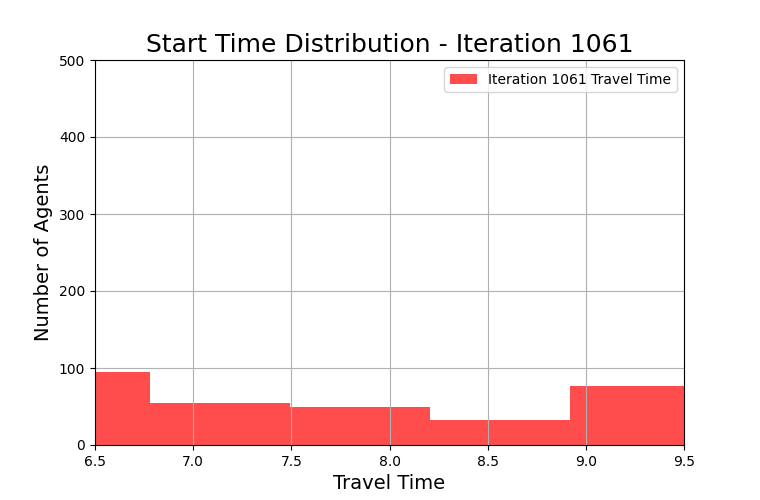 Start Time Distribution - Iteration 1061
Iteration 1061 Travel Time
Number of Agents
500
400
300
200
100
0
6.5 7.0 7.5 8.0 8.5 9.0 9.5
Travel Time